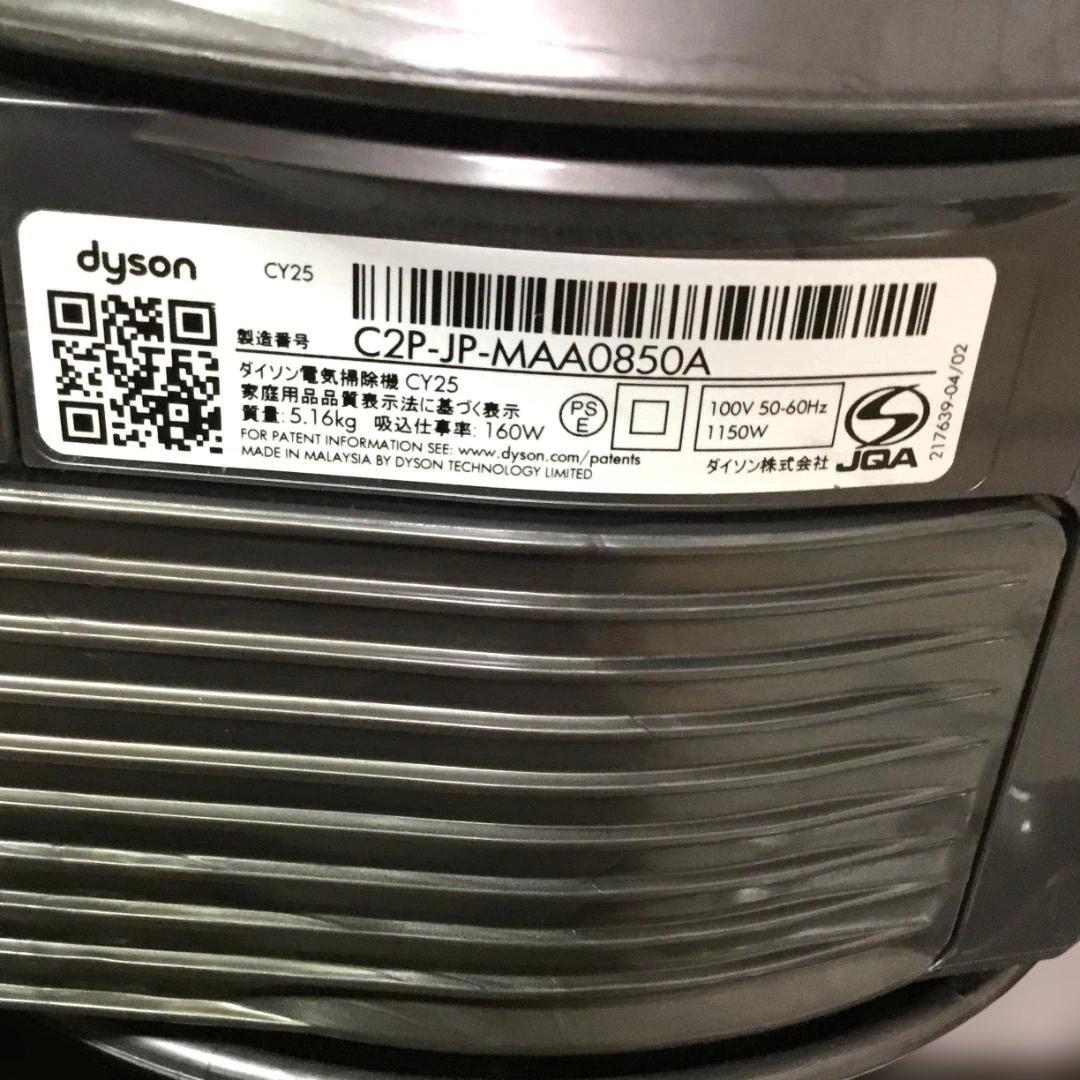 dyson
CY25
製造番号 C2P-JP-MAA0850A
ダイソン電気掃除機 CY25
家庭用品品質表示法に基づく表示
質量: 5.16kg 吸込仕事率: 160W
FOR PATENT INFORMATION SEE: www.dyson.com/patents
MADE IN MALAYSIA BY DYSON TECHNOLOGY LIMITED
PS
E
100V 50-60Hz
1150W
ダイソン株式会社
JQA
217639-04/02